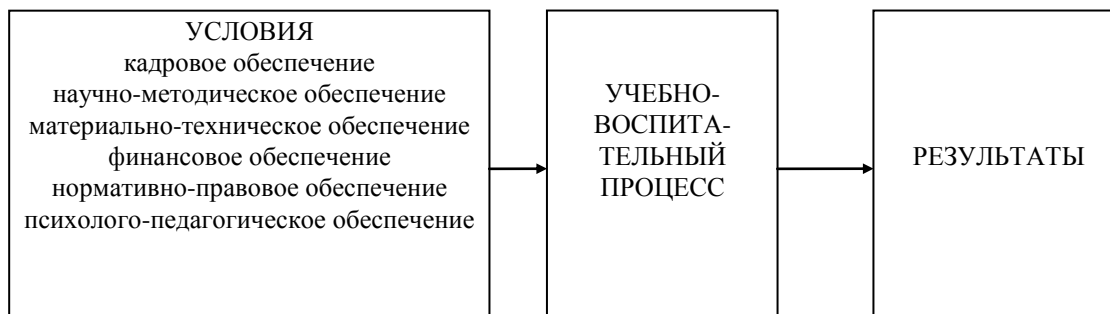 УСЛОВИЯ
кадровое обеспечение
научно-методическое обеспечение
материально-техническое обеспечение
финансовое обеспечение
нормативно-правовое обеспечение
психолого-педагогическое обеспечение
УЧЕБНО-
ВОСПИТА-
ТЕЛЬНЫЙ
ПРОЦЕСС
РЕЗУЛЬТАТЫ